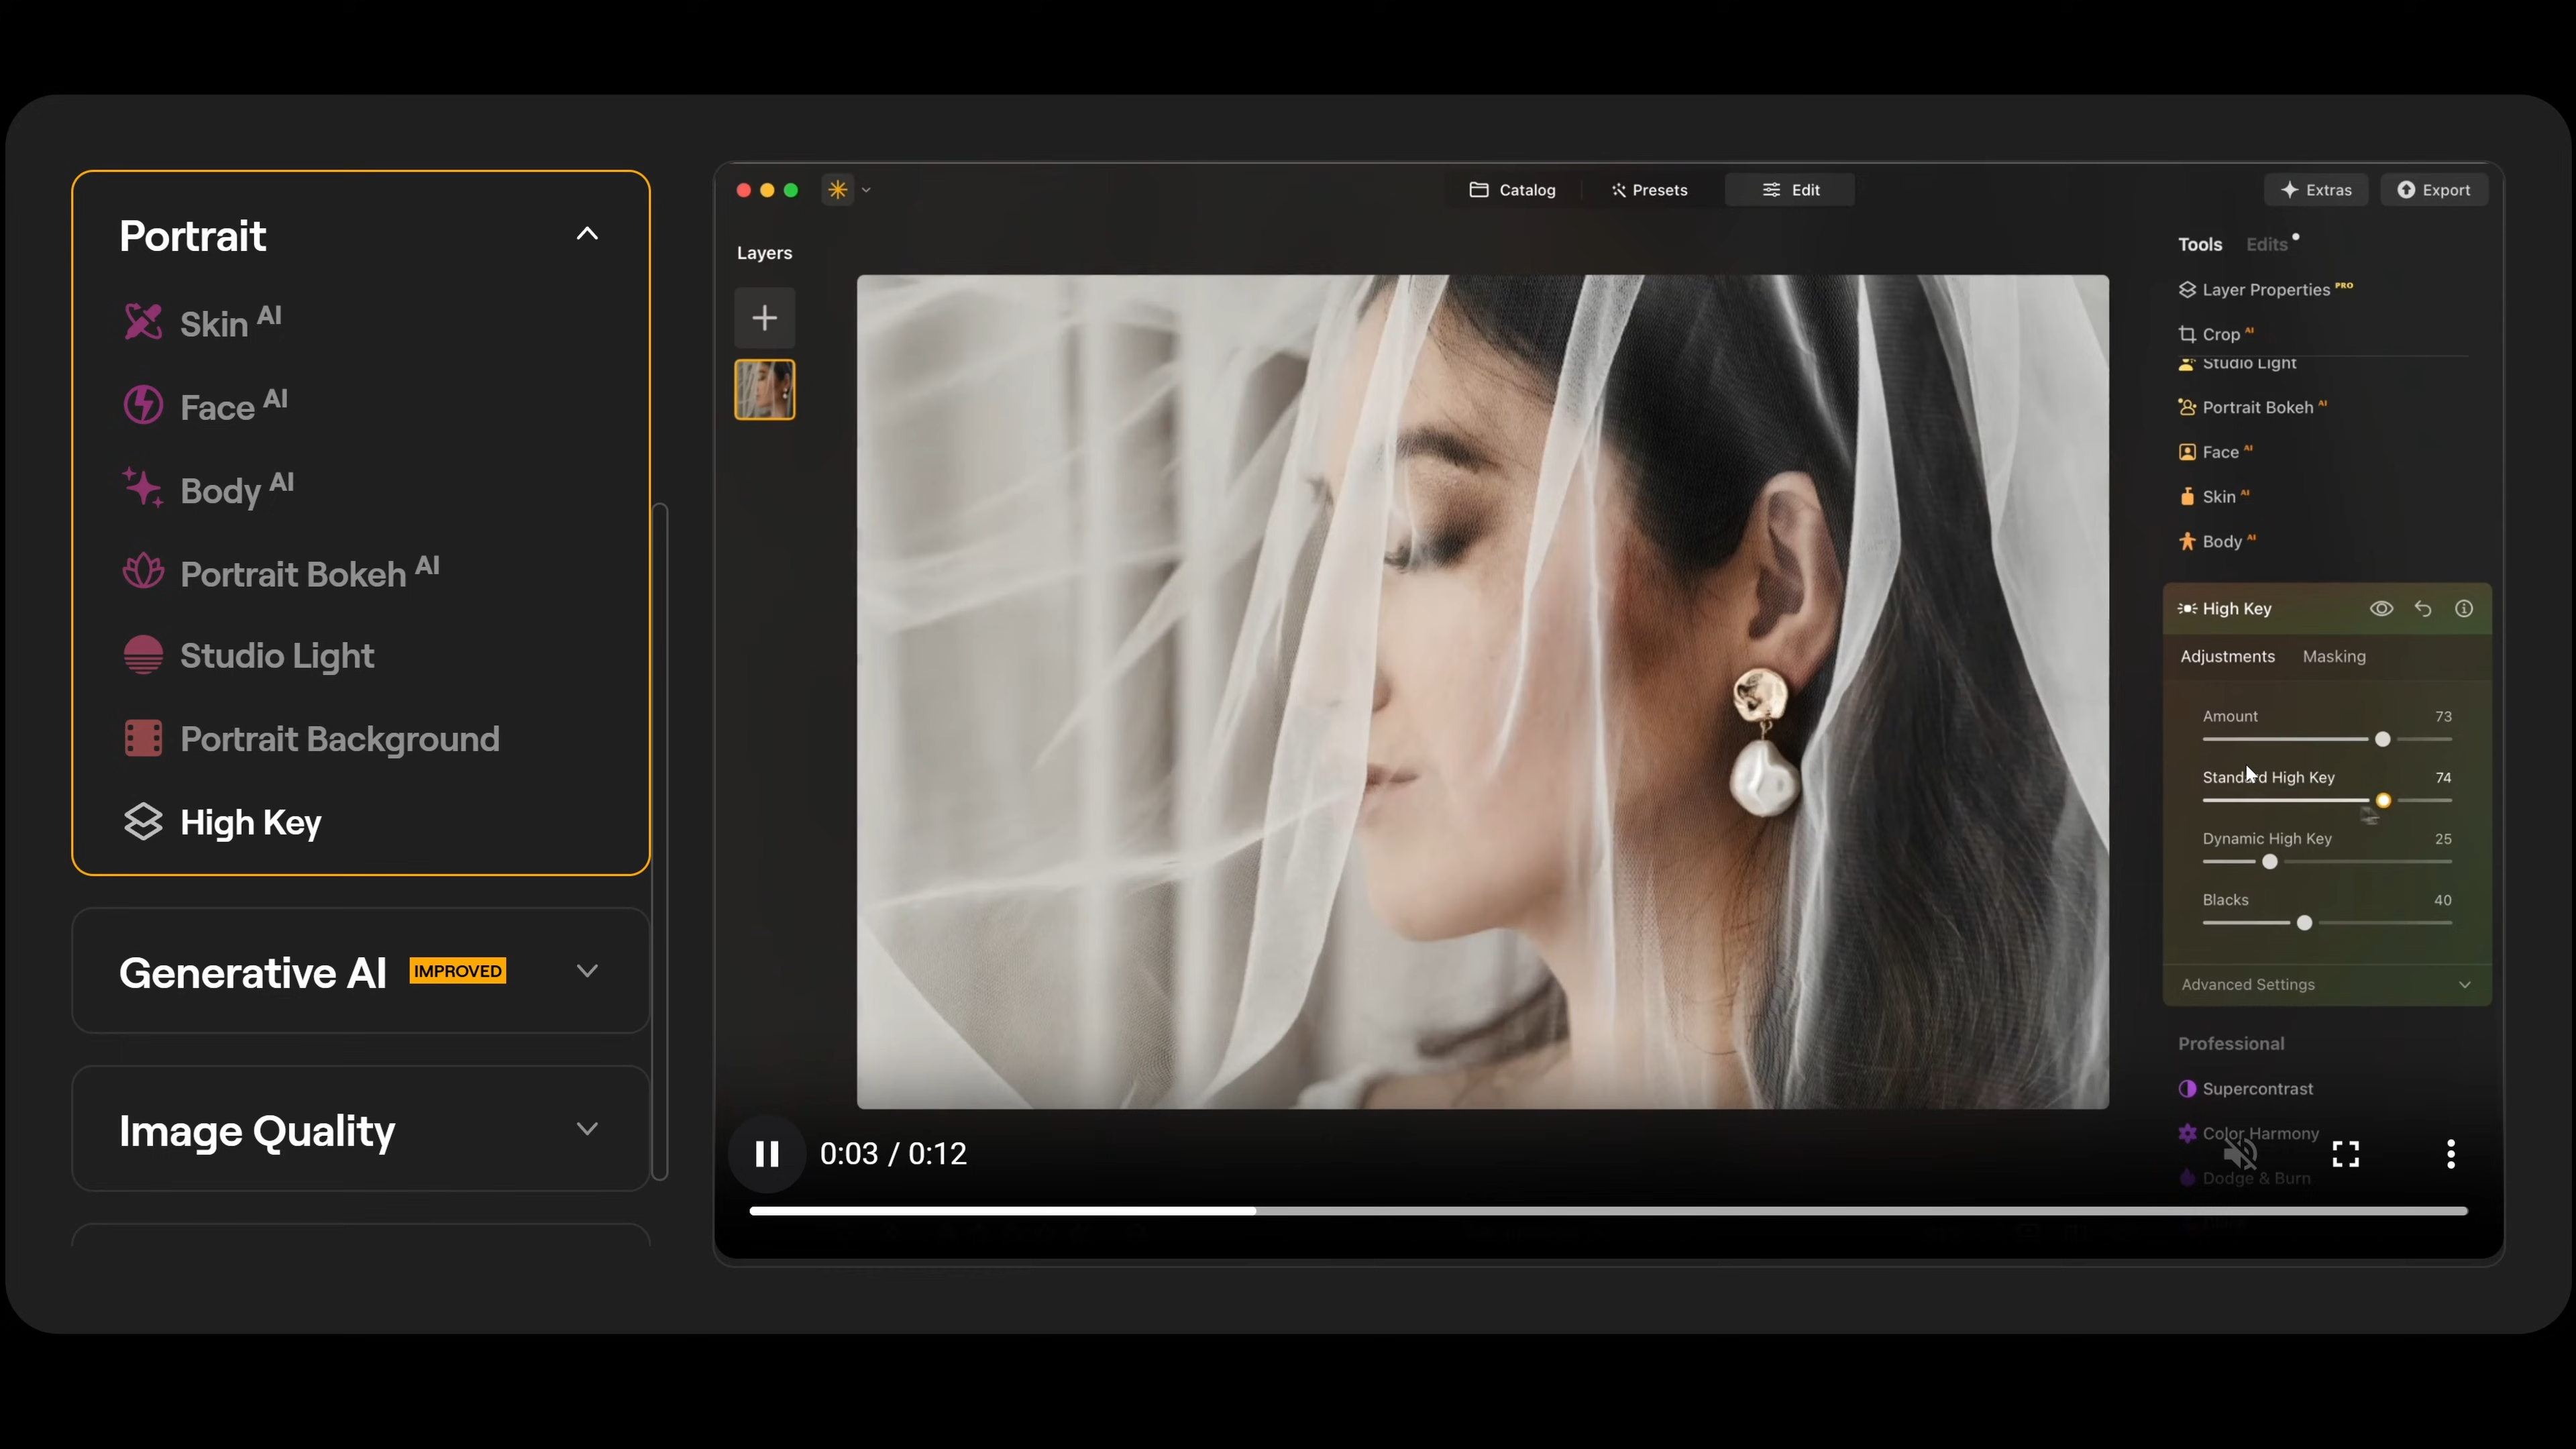 Portrait
Skin AI
Face AI
Body AI
Portrait Bokeh AI
Studio Light
Portrait Background
High Key
Generative AI IMPROVED
Image Quality
Catalog Presets Edit
Extras Export
Layers
Tools Edits
Layer Properties PRO
Crop AI
Studio Light
Portrait Bokeh AI
Face AI
Skin AI
Body AI
High Key
Adjustments Masking
Amount 73
Standard High Key 74
Dynamic High Key 25
Blacks 40
Advanced Settings
Professional
Supercontrast
Color Harmony
Dodge & Burn
0:03 / 0:12